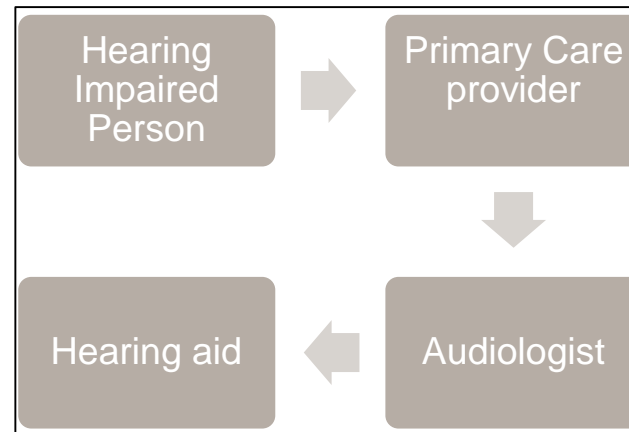 Hearing
Impaired
Person
Primary Care
provider
Hearing aid
Audiologist